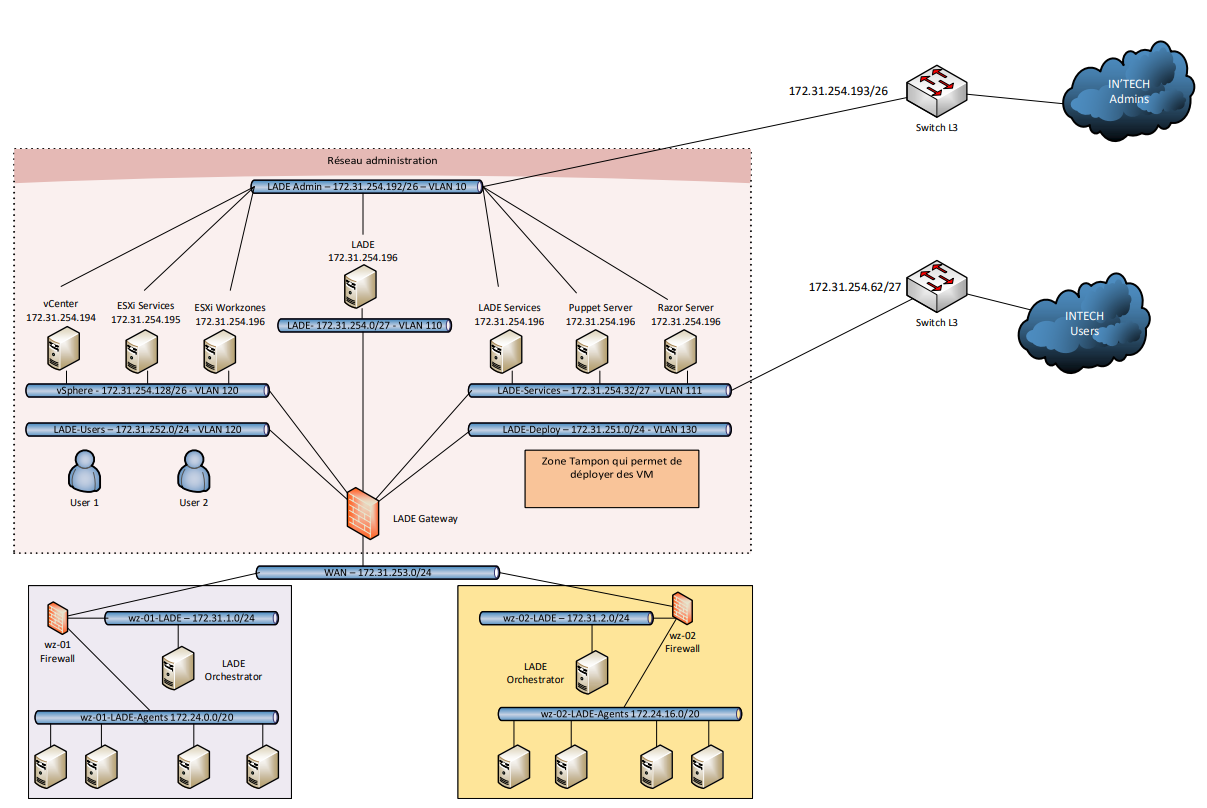 172.31.254.193/26
Switch L3
IN'TECH
Admins
Réseau administration
LADE Admin – 172.31.254.192/26 – VLAN 10
LADE
172.31.254.196
vCenter
172.31.254.194
ESXi Services
172.31.254.195
ESXi Workzones
172.31.254.196
LADE- 172.31.254.0/27 - VLAN 110
LADE Services
172.31.254.196
Puppet Server
172.31.254.196
Razor Server
172.31.254.196
172.31.254.62/27
Switch L3
INTECH
Users
vSphere - 172.31.254.128/26 - VLAN 120
LADE-Services – 172.31.254.32/27 - VLAN 111
LADE-Users – 172.31.252.0/24 - VLAN 120
LADE-Deploy – 172.31.251.0/24 - VLAN 130
User 1
User 2
Zone Tampon qui permet de
déployer des VM
LADE Gateway
WAN – 172.31.253.0/24
wz-01
Firewall
wz-01-LADE – 172.31.1.0/24
LADE
Orchestrator
wz-01-LADE-Agents 172.24.0.0/20
wz-02-LADE – 172.31.2.0/24
wz-02
Firewall
LADE
Orchestrator
wz-02-LADE-Agents 172.24.16.0/20